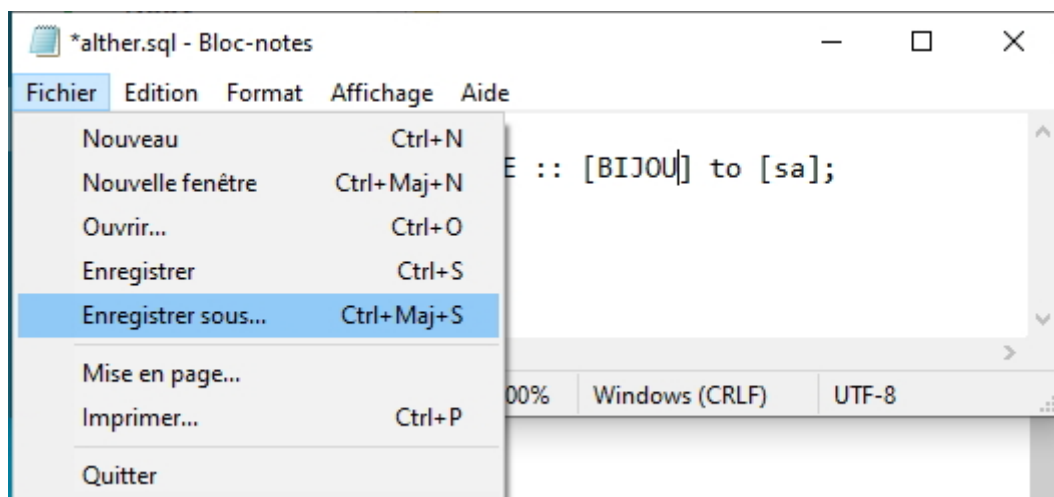 *alther.sql - Bloc-notes
Fichier Edition Format Affichage Aide
Nouveau Ctrl+N
:: [BIJOU] to [sa];
Nouvelle fenêtre Ctrl+Maj+N
Ouvrir... Ctrl+O
Enregistrer Ctrl+S
Enregistrer sous... Ctrl+Maj+S
Mise en page...
00% Windows (CRLF) UTF-8
Imprimer... Ctrl+P
Quitter